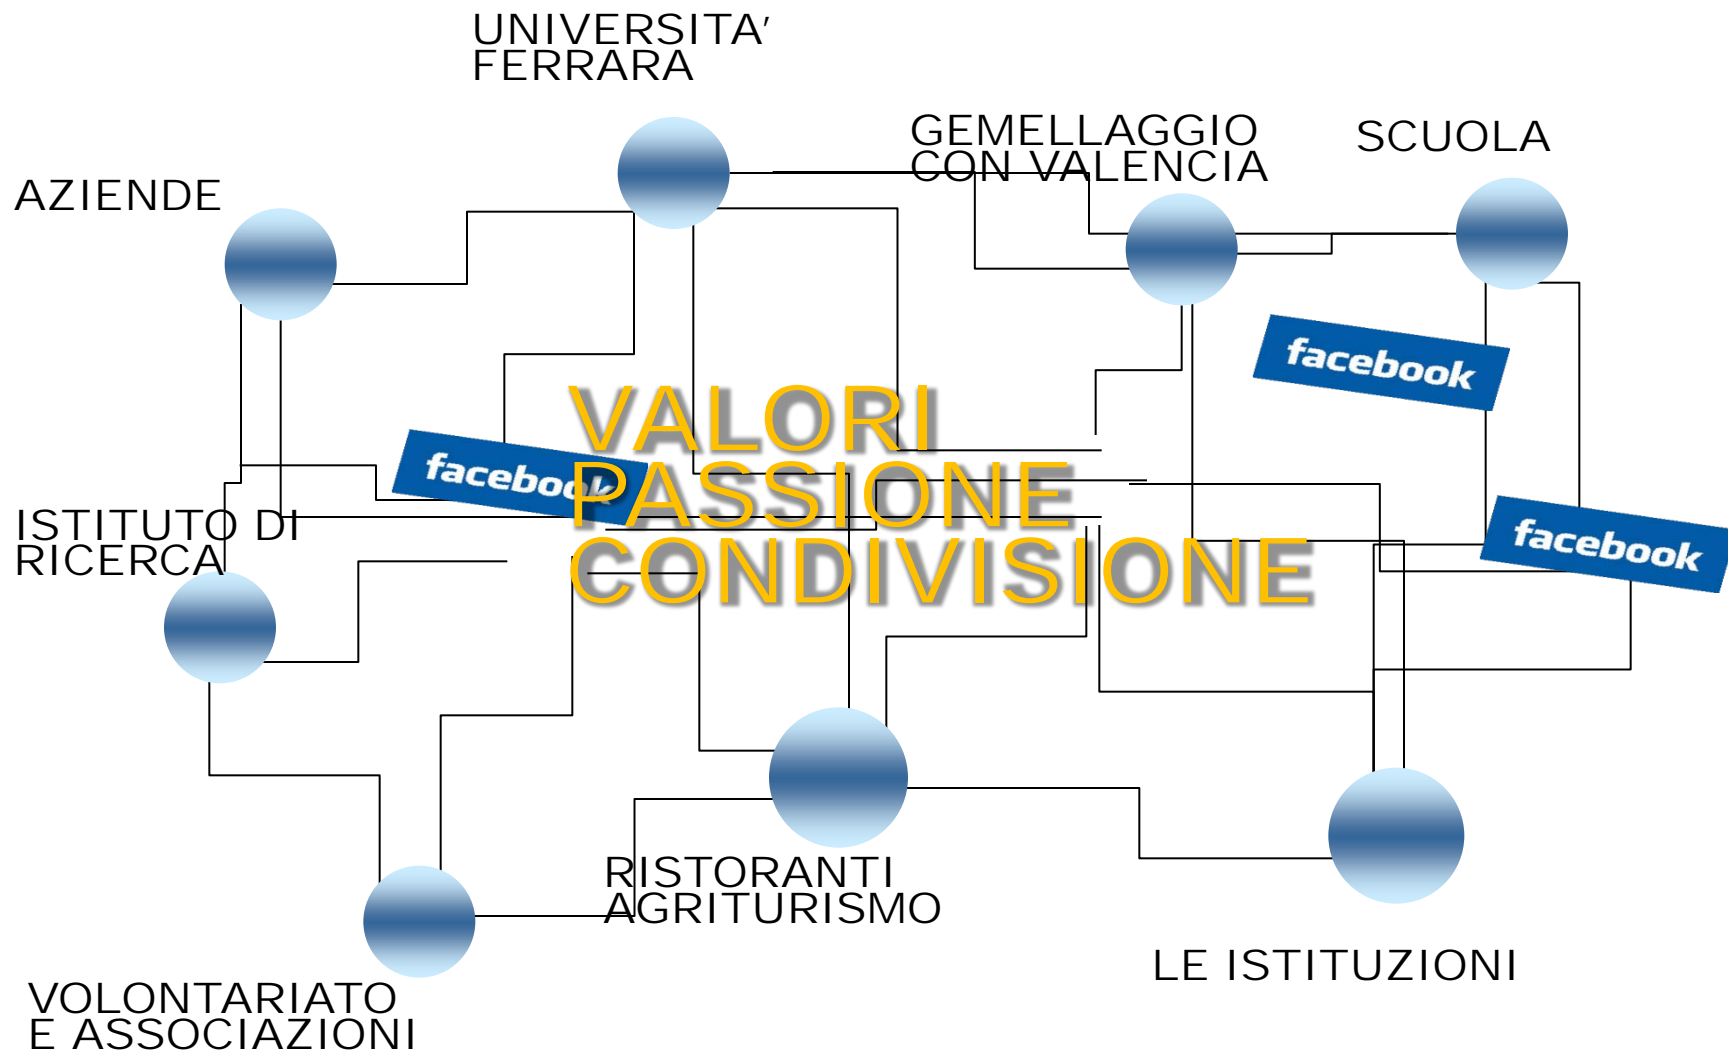 UNIVERSITA'
FERRARA
GEMELLAGGIO
CON VALENCIA
SCUOLA
AZIENDE
facebook
VALORI
PASSIONE
CONDIVISIONE
facebook
facebook
ISTITUTO DI
RICERCA
RISTORANTI
AGRITURISMO
LE ISTITUZIONI
VOLONTARIATO
E ASSOCIAZIONI